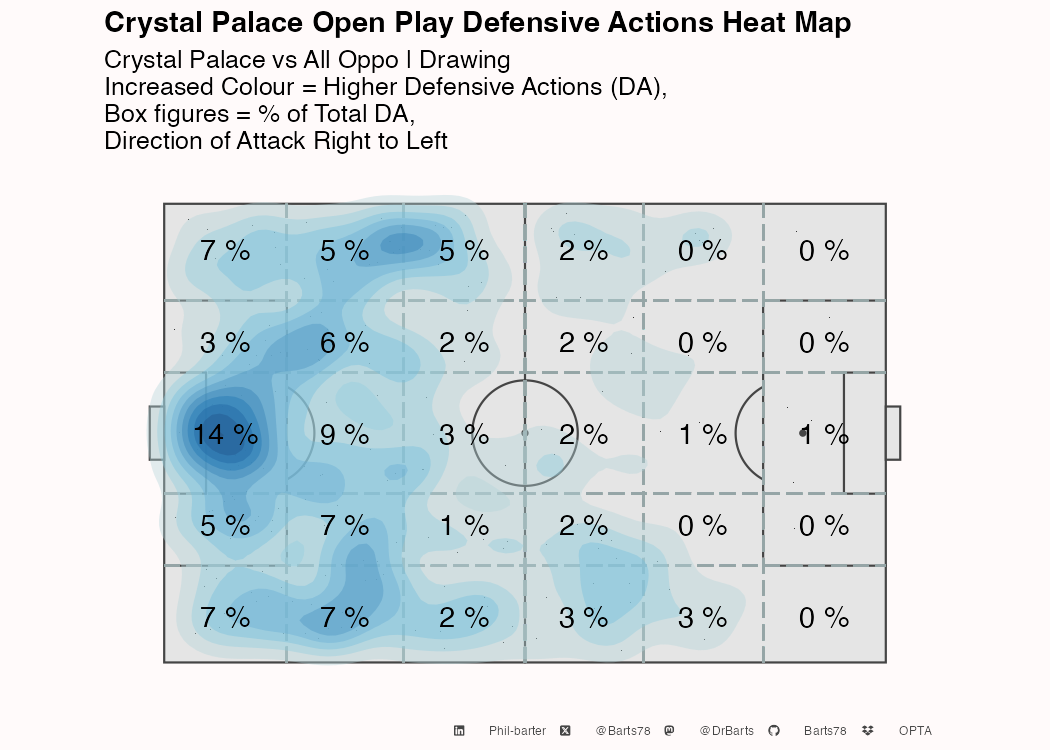 Crystal Palace Open Play Defensive Actions Heat Map
Crystal Palace vs All Oppo | Drawing
Increased Colour = Higher Defensive Actions (DA),
Box figures = % of Total DA,
Direction of Attack Right to Left
7 % 5 % 5 % 2 % 0 % 0 %
3 % 6 % 2 % 2 % 0 % 0 %
14 % 9 % 3 % 2 % 1 % 1 %
5 % 7 % 1 % 2 % 0 % 0 %
7 % 7 % 2 % 3 % 3 % 0 %
Phil-barter @Barts78 @DrBarts Barts78 OPTA